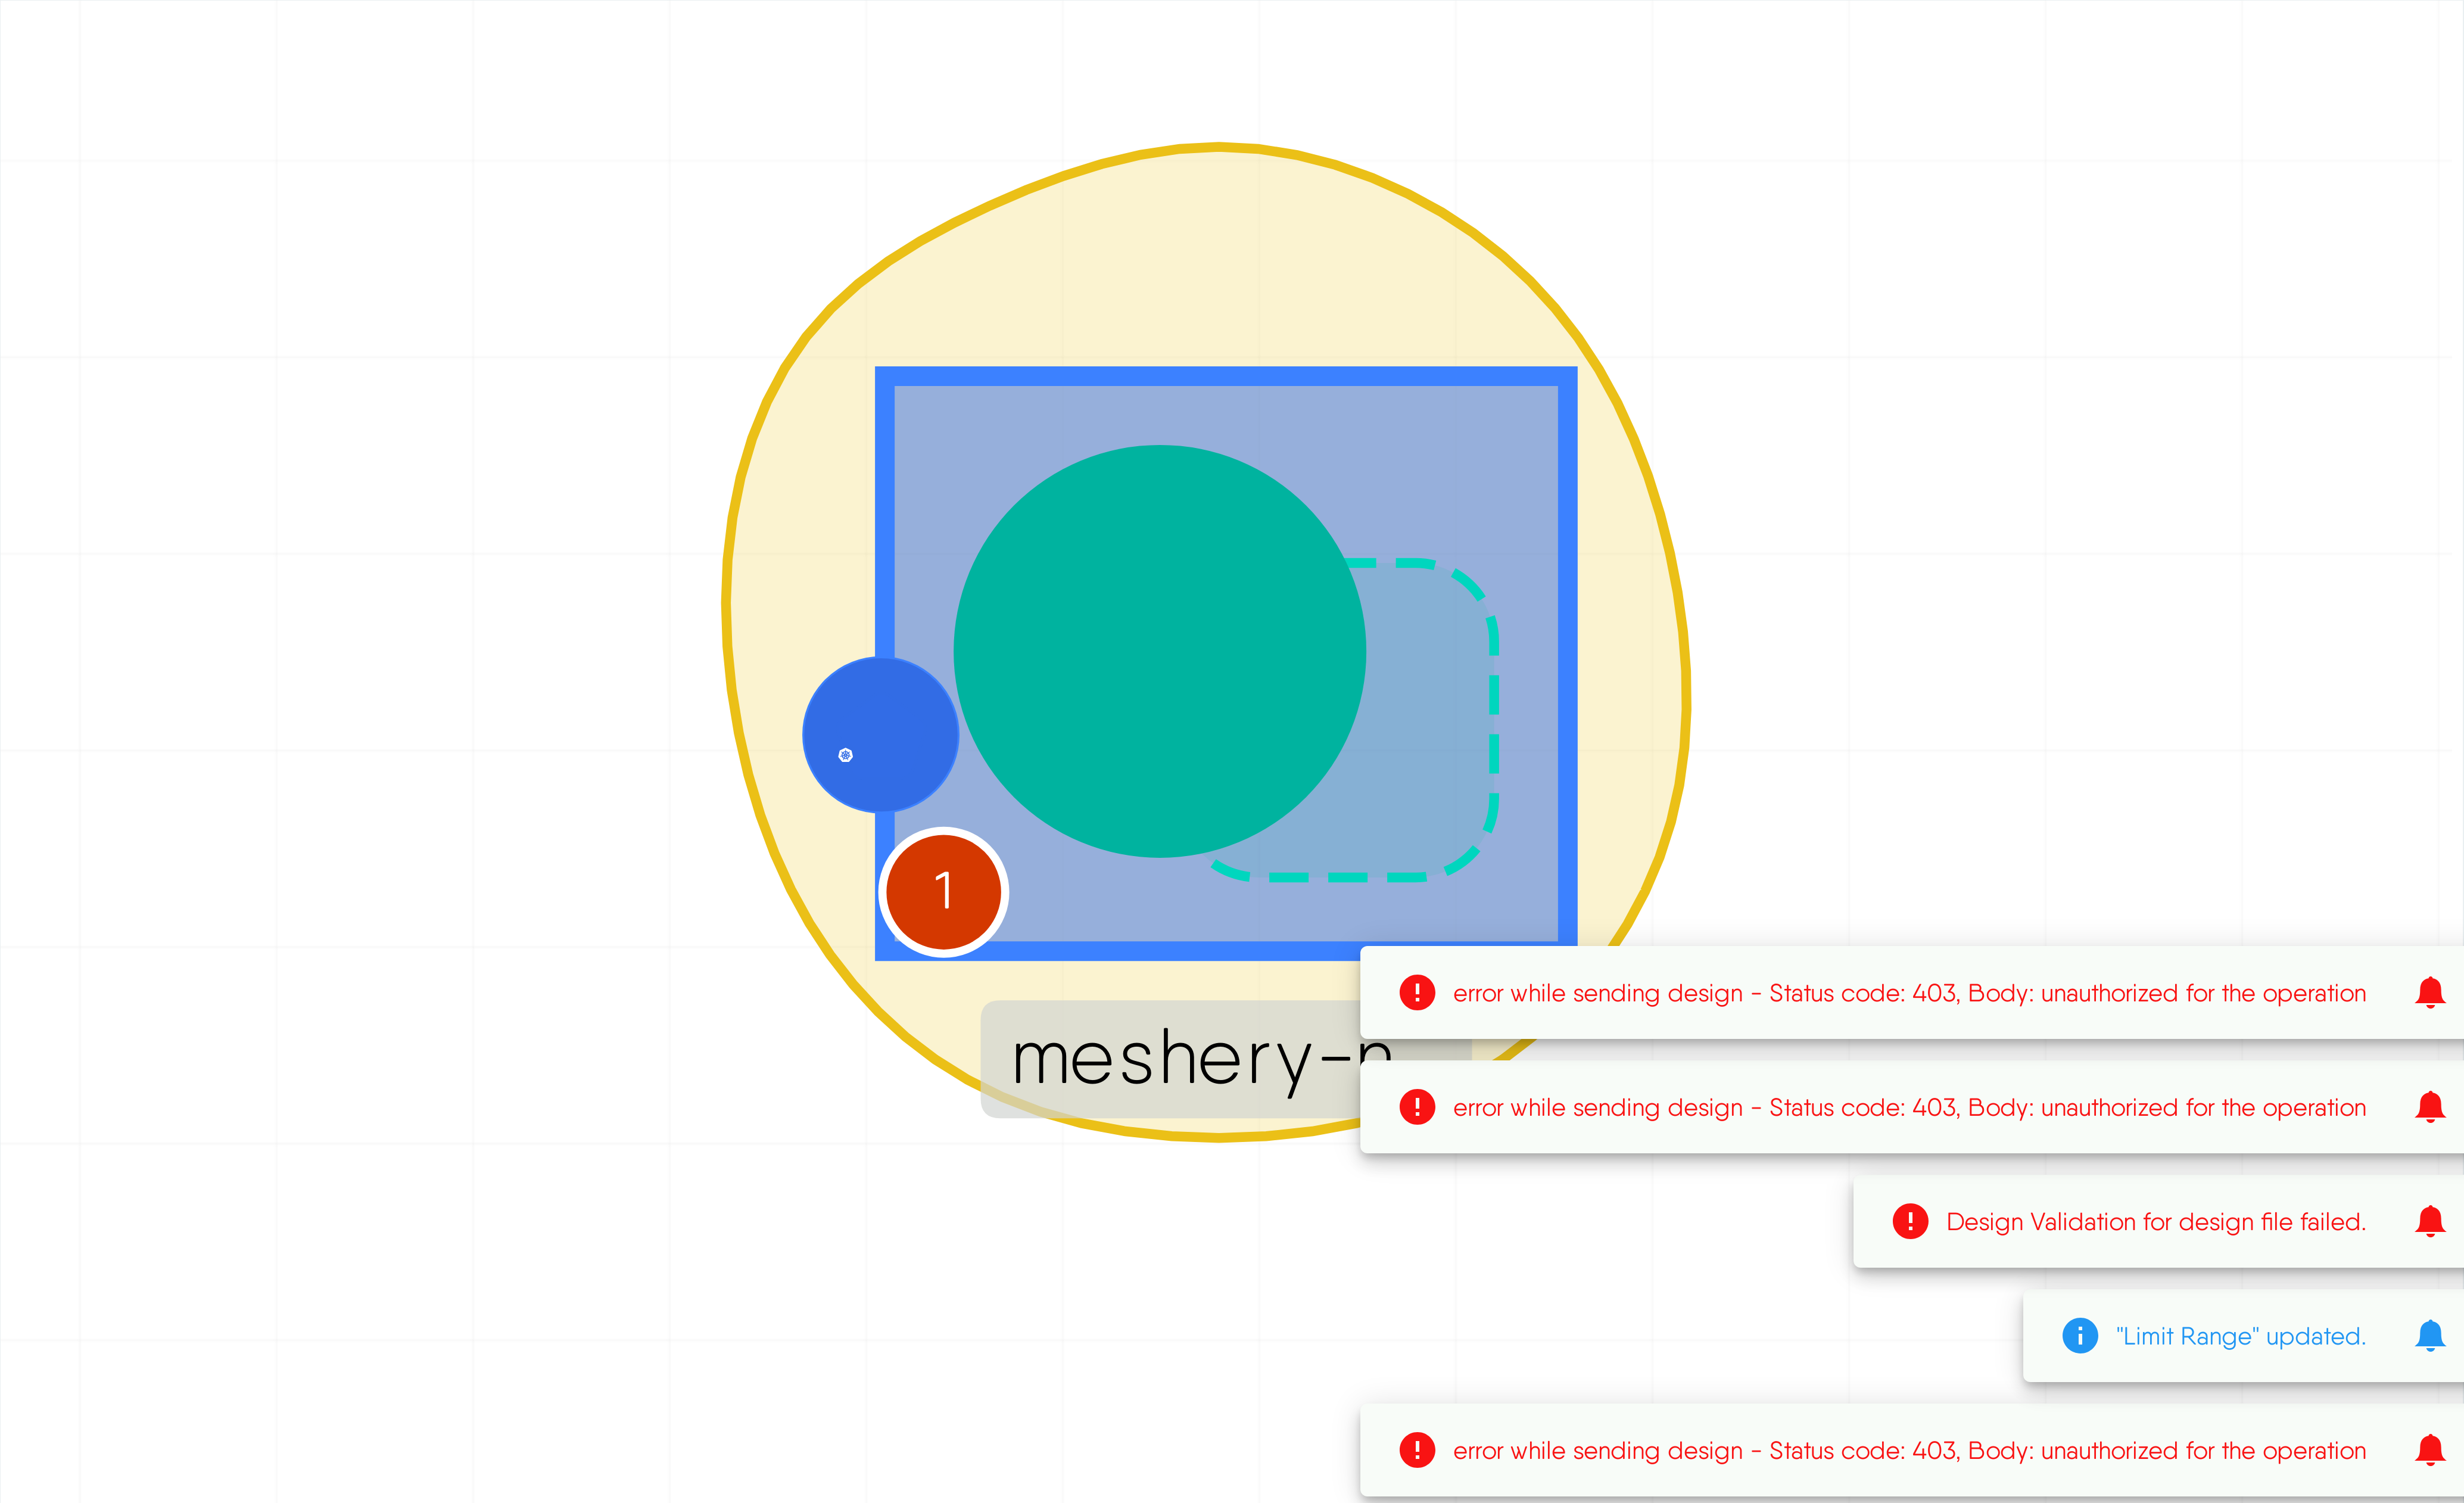 1
error while sending design - Status code: 403, Body: unauthorized for the operation
error while sending design - Status code: 403, Body: unauthorized for the operation
Design Validation for design file failed.
"Limit Range" updated.
error while sending design - Status code: 403, Body: unauthorized for the operation